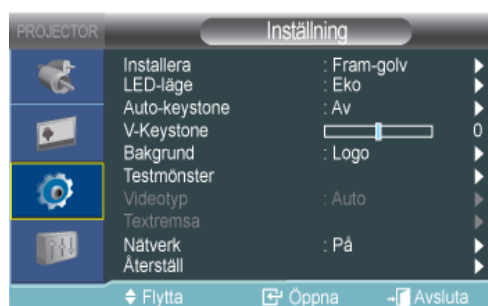 PROJECTOR Inställning
Installera : Fram-golv
LED-läge : Eko
Auto-keystone : Av
V-Keystone 0
Bakgrund : Logo
Testmönster
Videotyp : Auto
Textremsa
Nätverk : På
Återställ
Flytta Öppna Avsluta